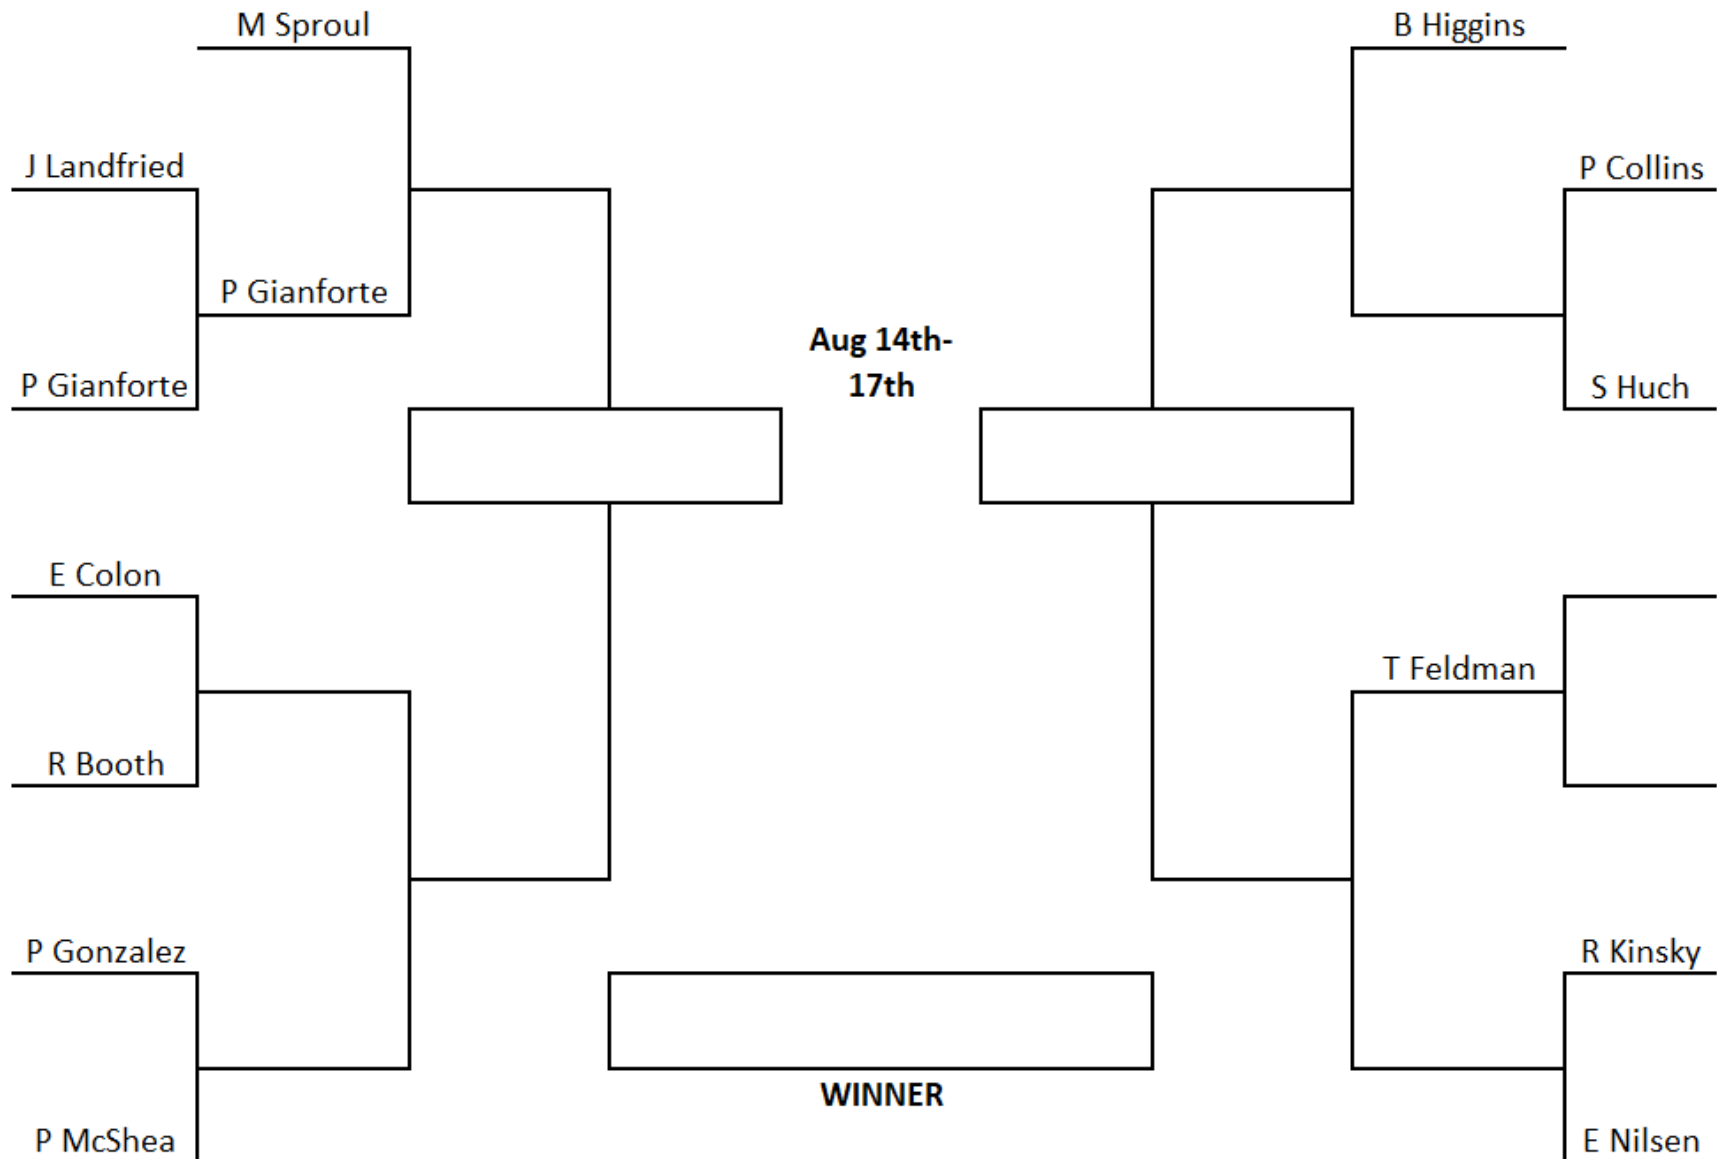 M Sproul
B Higgins
J Landfried
P Collins
P Gianforte
Aug 14th-
17th
P Gianforte
S Huch
E Colon
T Feldman
R Booth
P Gonzalez
R Kinsky
WINNER
P McShea
E Nilsen